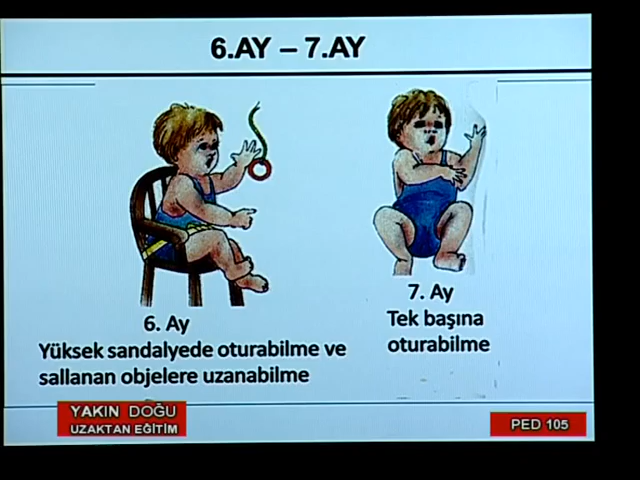 6.AY – 7.AY
6. Ay
Yüksek sandalyede oturabilme ve
sallanan objelere uzanabilme
7. Ay
Tek başına
oturabilme
YAKIN DOĞU
UZAKTAN EĞİTİM
PED 105